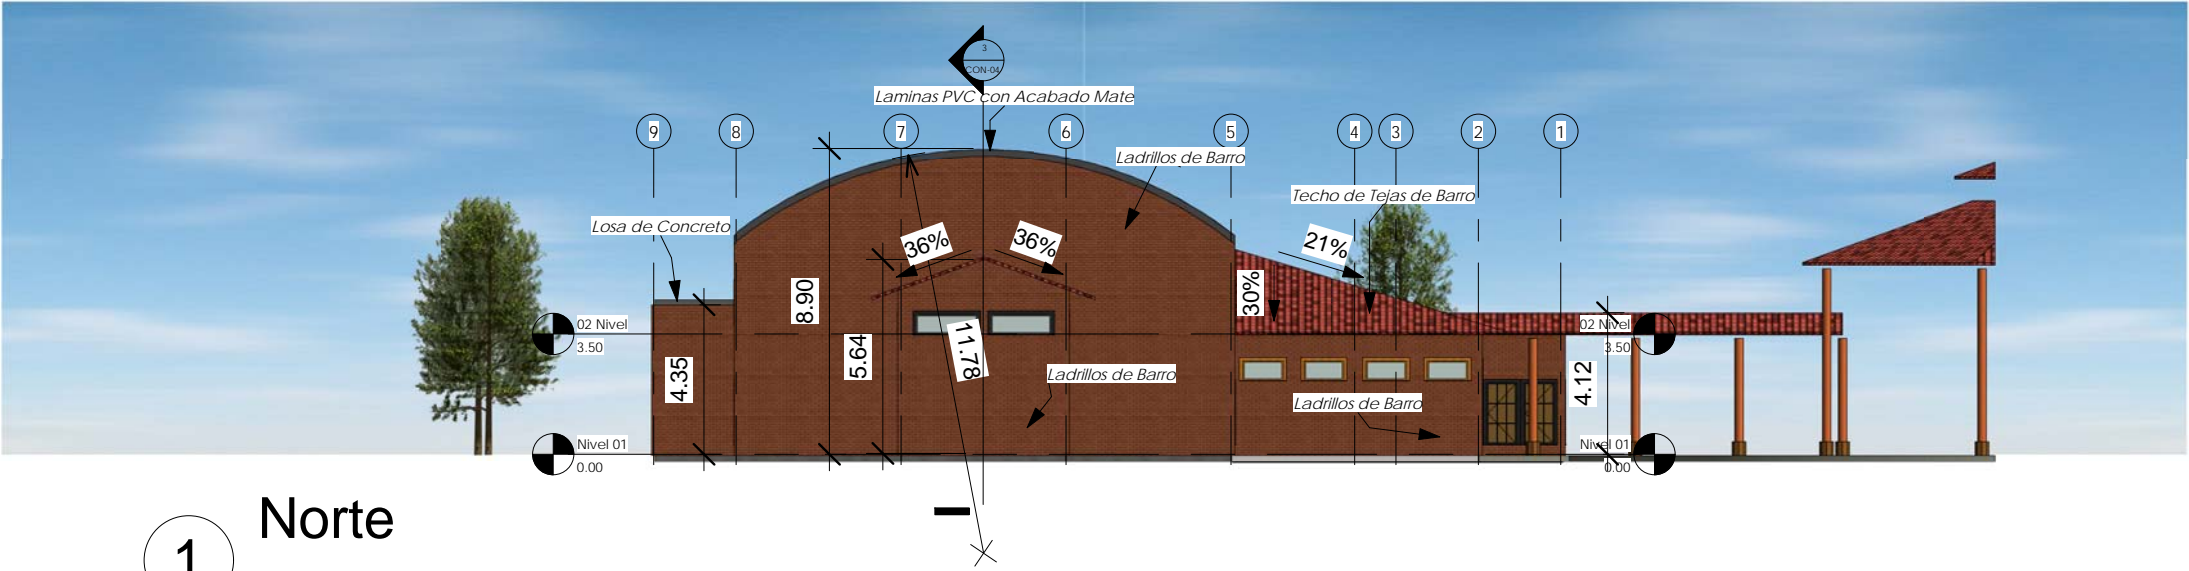 3
CON-04
Laminas PVC con Acabado Mate
9 8 7 6 5 4 3 2 1
Ladrillos de Barro
Techo de Tejas de Barro
Losa de Concreto
36% 36% 21%
30%
8.90
02 Nivel
3.50
02 Nivel
3.50
11.78
5.64
4.35
Ladrillos de Barro
4.12
Ladrillos de Barro
Nivel 01
0.00
Nivel 01
0.00
Norte
1